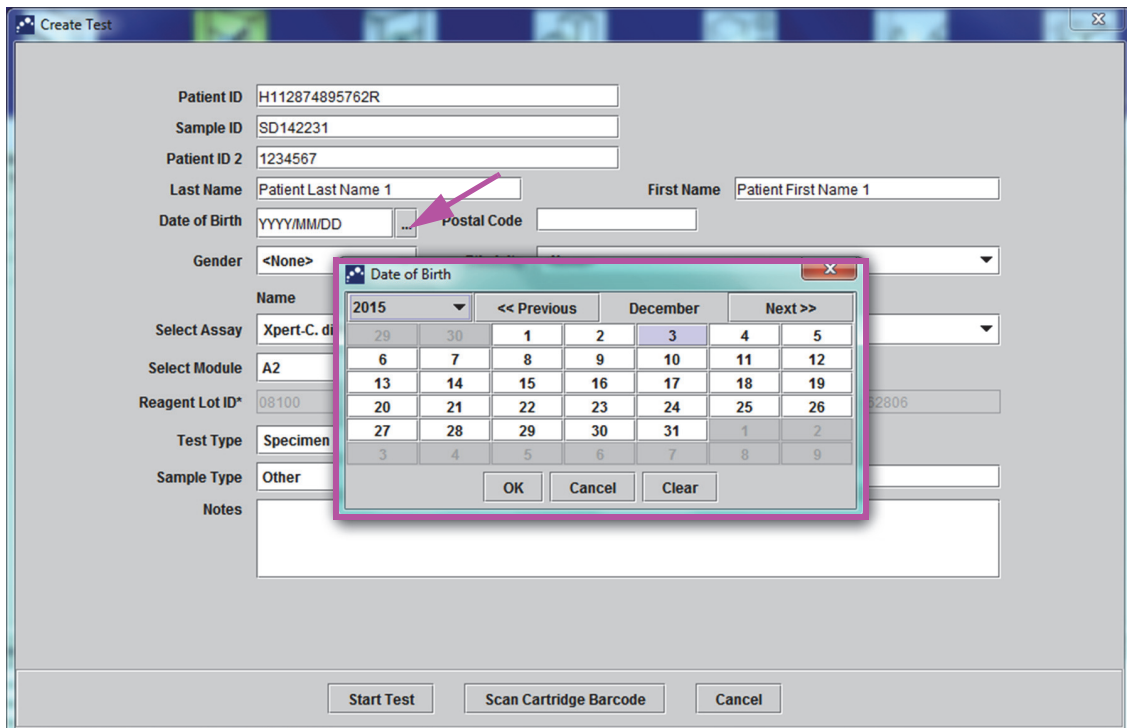 Create Test
Patient ID H112874895762R
Sample ID SD142231
Patient ID 2 1234567
Last Name Patient Last Name 1 First Name Patient First Name 1
Date of Birth YYYY/MM/DD ... Postal Code
Gender <None>
Date of Birth
Name
2015 << Previous December Next >>
Select Assay Xpert-C. di
29 30 1 2 3 4 5
6 7 8 9 10 11 12
Select Module A2
13 14 15 16 17 18 19
Reagent Lot ID* 08100 62806
20 21 22 23 24 25 26
27 28 29 30 31 1 2
Test Type Specimen
3 4 5 6 7 8 9
Sample Type Other
OK Cancel Clear
Notes
Start Test Scan Cartridge Barcode Cancel